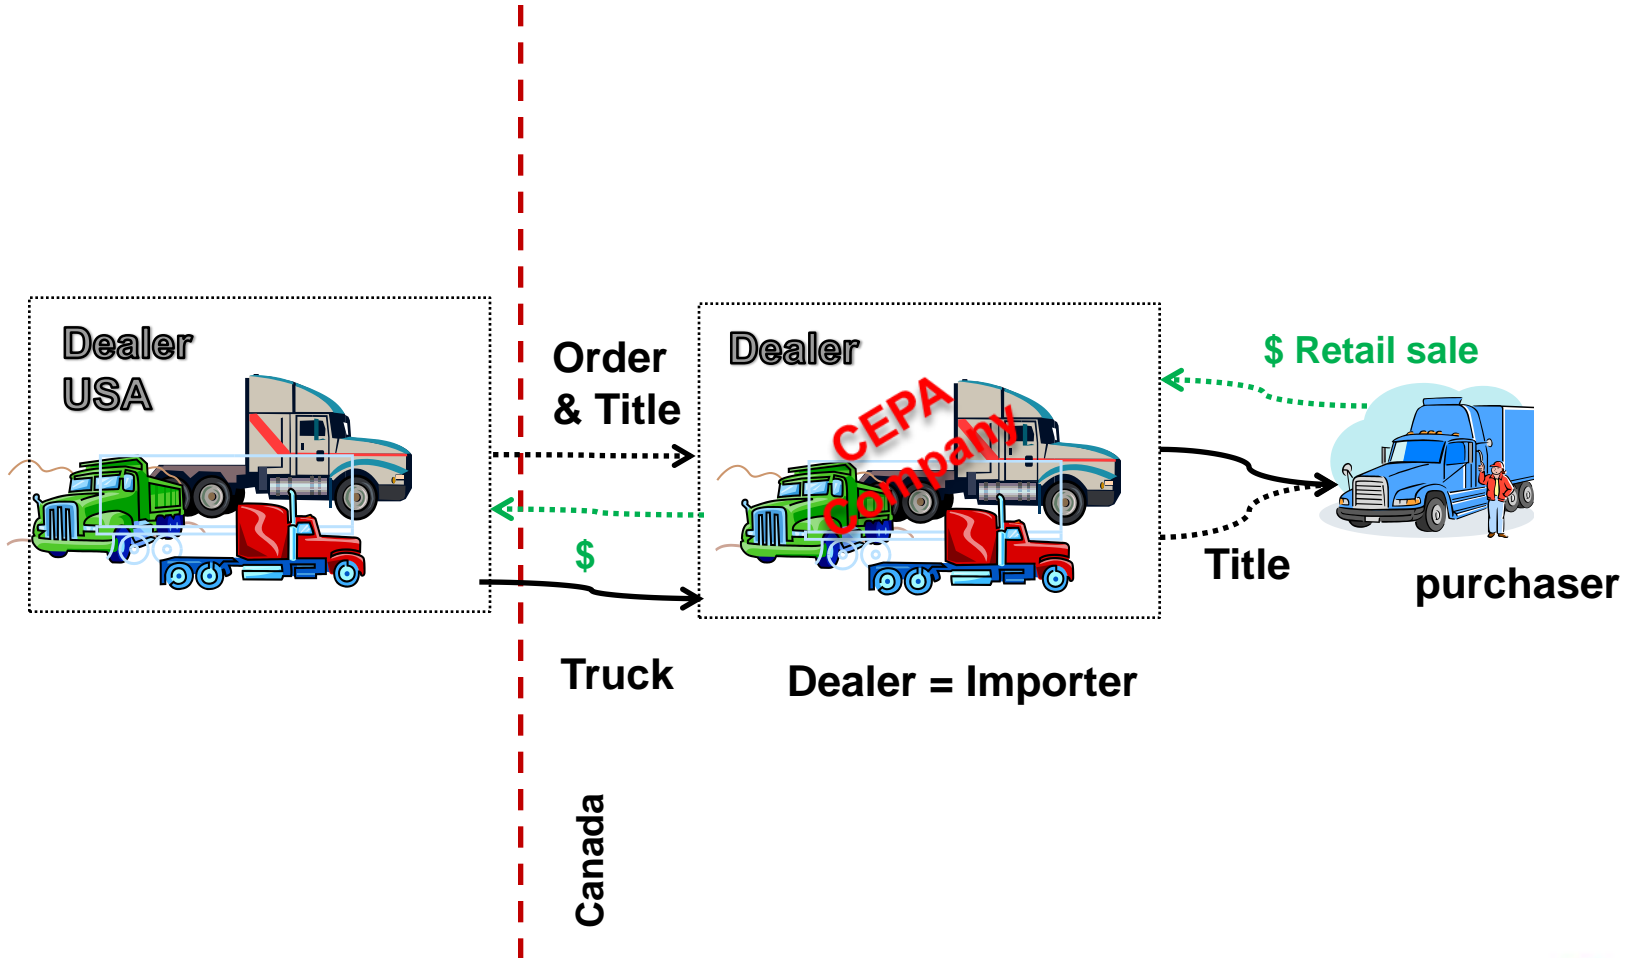 Dealer
USA
Order
& Title
$
Truck
Canada
Dealer
CEPA
Company
Dealer = Importer
$ Retail sale
Title
purchaser